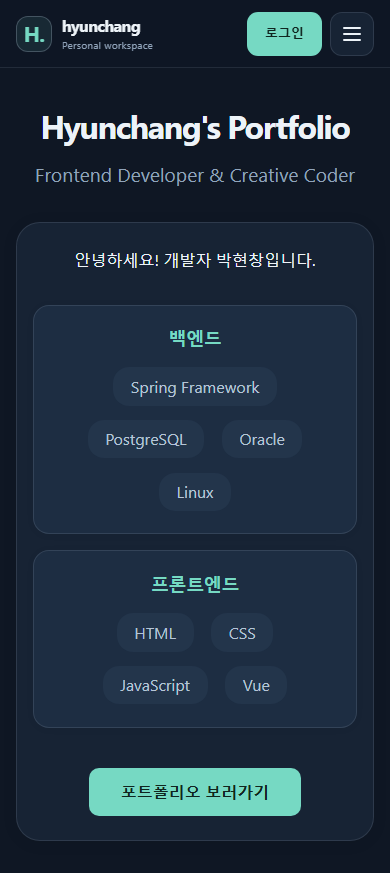 H.
hyunchang
Personal workspace
로그인
Hyunchang's Portfolio
Frontend Developer & Creative Coder
안녕하세요! 개발자 박현창입니다.
백엔드
Spring Framework
PostgreSQL Oracle
Linux
프론트엔드
HTML CSS
JavaScript Vue
포트폴리오 보러가기